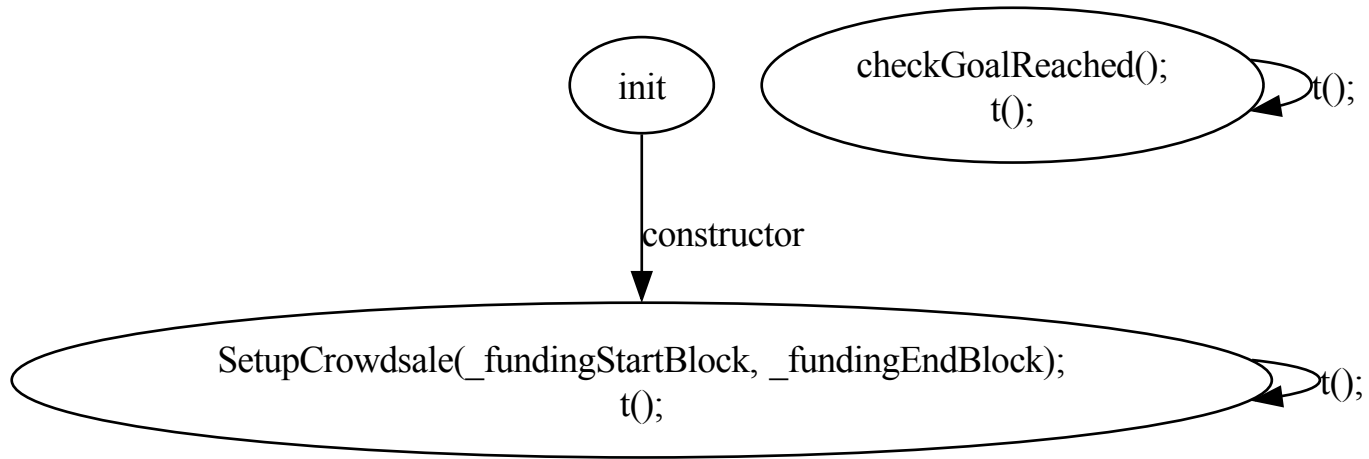 init
checkGoalReached();
t();
t();
constructor
SetupCrowdsale(_fundingStartBlock, _fundingEndBlock);
t();
t();